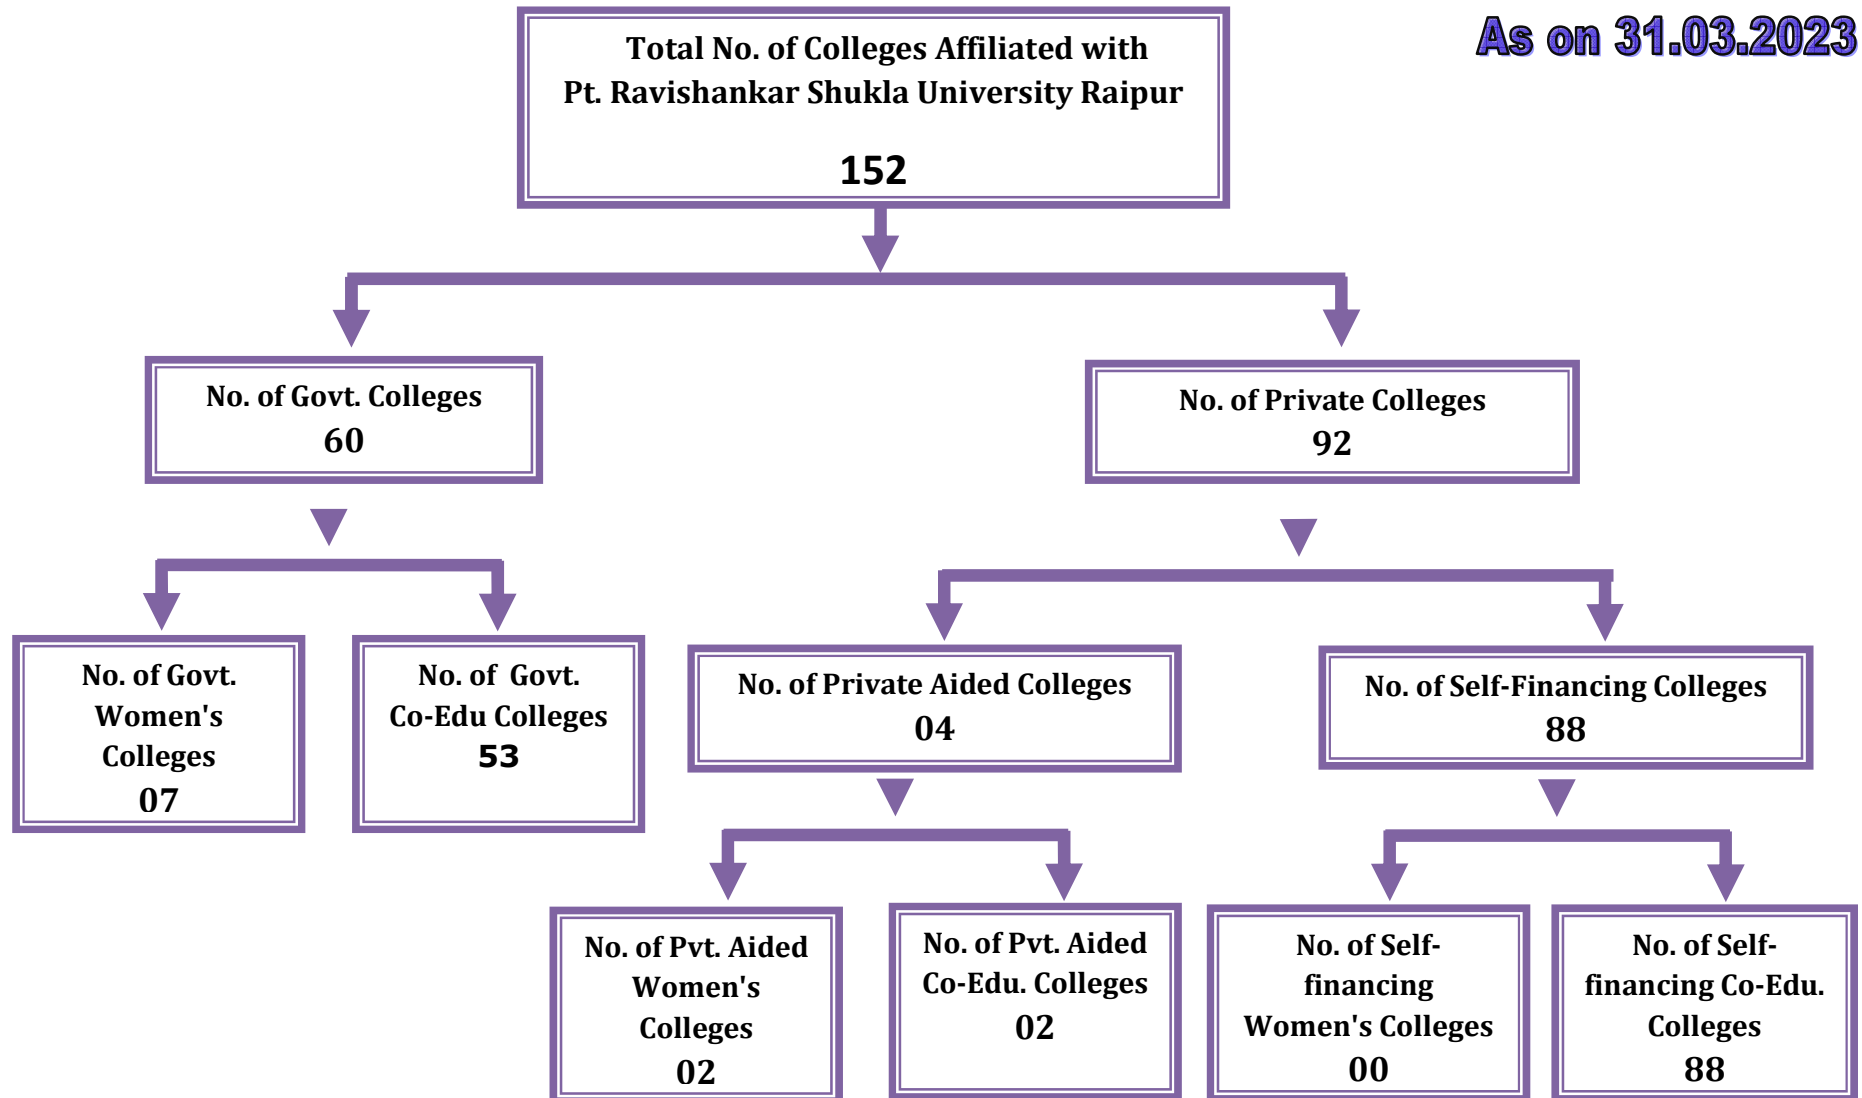 As on 31.03.2023
Total No. of Colleges Affiliated with
Pt. Ravishankar Shukla University Raipur
152
No. of Govt. Colleges
60
No. of Private Colleges
92
No. of Govt.
Women's
Colleges
07
No. of Govt.
Co-Edu Colleges
53
No. of Private Aided Colleges
04
No. of Self-Financing Colleges
88
No. of Pvt. Aided
Women's
Colleges
02
No. of Pvt. Aided
Co-Edu. Colleges
02
No. of Self-
financing
Women's Colleges
00
No. of Self-
financing Co-Edu.
Colleges
88